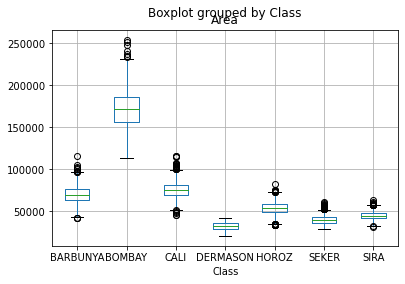 Boxplot grouped by Class
Area
250000
200000
150000
100000
50000
BARBUNYA BOMBAY CALI DERMASON HOROZ SEKER SIRA
Class